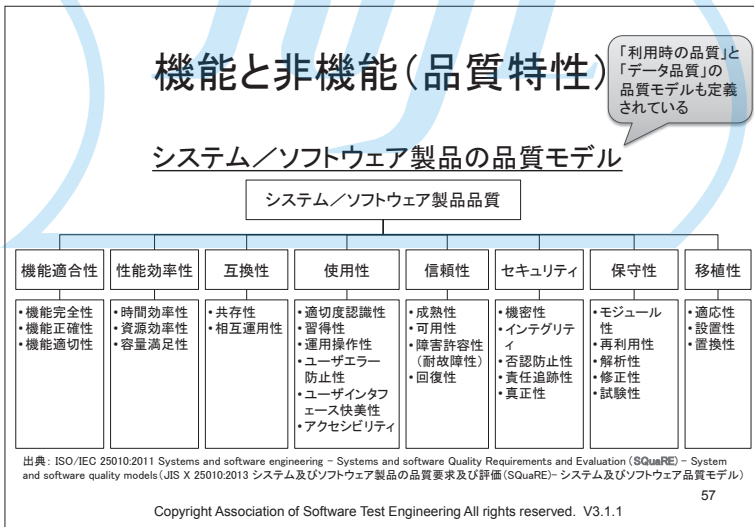 機能と非機能（品質特性）
「利用時の品質」と
「データ品質」の
品質モデルも定義
されている
システム／ソフトウェア製品の品質モデル
システム／ソフトウェア製品品質
機能適合性
・機能完全性
・機能正確性
・機能適切性
性能効率性
・時間効率性
・資源効率性
・容量満足性
互換性
・共存性
・相互運用性
使用性
・適切度認識性
・習得性
・運用操作性
・ユーザエラー
防止性
・ユーザインタフ
ェース快美性
・アクセシビリティ
信頼性
・成熟性
・可用性
・障害許容性
（耐故障性）
・回復性
セキュリティ
・機密性
・インテグリテ
ィ
・否認防止性
・責任追跡性
・真正性
保守性
・モジュール
性
・再利用性
・解析性
・修正性
・試験性
移植性
・適応性
・設置性
・置換性
出典： ISO/IEC 25010:2011 Systems and software engineering – Systems and software Quality Requirements and Evaluation (SQuaRE) – System
and software quality models（JIS X 25010:2013 システム及びソフトウェア製品の品質要求及び評価(SQuaRE)– システム及びソフトウェア品質モデル）
57
Copyright Association of Software Test Engineering All rights reserved. V3.1.1